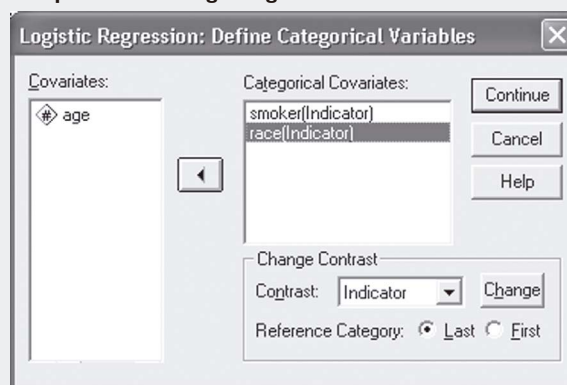 Logistic Regression: Define Categorical Variables
Covariates:
age
Categorical Covariates:
smoker(Indicator)
race(Indicator)
Continue
Cancel
Help
Change Contrast
Contrast: Indicator Change
Reference Category: Last First